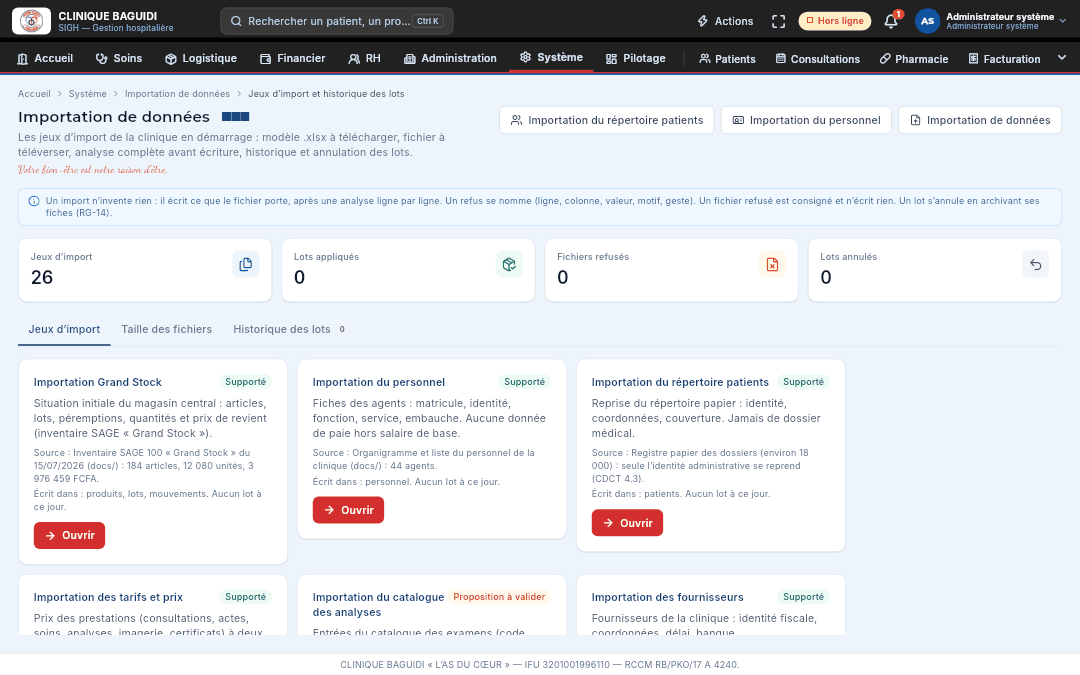 CLINIQUE BAGUIDI
SIGH — Gestion hospitalière
Rechercher un patient, un pro... Ctrl K
Actions
Hors ligne
1
AS
Administrateur système
Administrateur système
Accueil
Soins
Logistique
Financier
RH
Administration
Système
Pilotage
Patients
Consultations
Pharmacie
Facturation
Accueil > Système > Importation de données > Jeux d’import et historique des lots
Importation de données
Les jeux d’import de la clinique en démarrage : modèle .xlsx à télécharger, fichier à
téléverser, analyse complète avant écriture, historique et annulation des lots.
Votre bien-être est notre raison d'être.
Importation du répertoire patients
Importation du personnel
Importation de données
Un import n’invente rien : il écrit ce que le fichier porte, après une analyse ligne par ligne. Un refus se nomme (ligne, colonne, valeur, motif, geste). Un fichier refusé est consigné et n’écrit rien. Un lot s’annule en archivant ses
fiches (RG-14).
Jeux d’import
26
Lots appliqués
0
Fichiers refusés
0
Lots annulés
0
Jeux d’import
Taille des fichiers
Historique des lots 0
Importation Grand Stock
Supporté
Situation initiale du magasin central : articles,
lots, péremptions, quantités et prix de revient
(inventaire SAGE « Grand Stock »).
Source : Inventaire SAGE 100 « Grand Stock » du
15/07/2026 (docs/) : 184 articles, 12 080 unités, 3
976 459 FCFA.
Écrit dans : produits, lots, mouvements. Aucun lot à
ce jour.
Ouvrir
Importation du personnel
Supporté
Fiches des agents : matricule, identité,
fonction, service, embauche. Aucune donnée
de paie hors salaire de base.
Source : Organigramme et liste du personnel de la
clinique (docs/) : 44 agents.
Écrit dans : personnel. Aucun lot à ce jour.
Ouvrir
Importation du répertoire patients
Supporté
Reprise du répertoire papier : identité,
coordonnées, couverture. Jamais de dossier
médical.
Source : Registre papier des dossiers (environ 18
000) : seule l’identité administrative se reprend
(CDCT 4.3).
Écrit dans : patients. Aucun lot à ce jour.
Ouvrir
Importation des tarifs et prix
Supporté
Prix des prestations (consultations, actes,
soins, analyses, imagerie, certificats) à deux
Importation du catalogue
des analyses
Proposition à valider
Entrées du catalogue des examens (code,
Importation des fournisseurs
Supporté
Fournisseurs de la clinique : identité fiscale,
coordonnées, délai, banque.
CLINIQUE BAGUIDI « L’AS DU CŒUR » — IFU 3201001996110 — RCCM RB/PKO/17 A 4240.